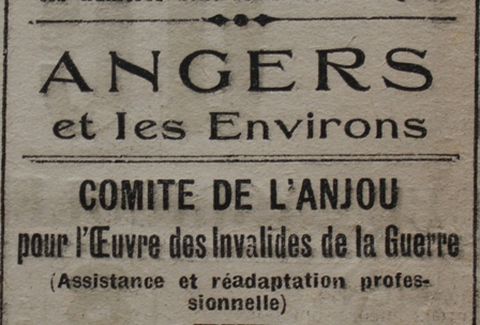 ANGERS
et les Environs
COMITE DE L'ANJOU
pour l'Œuvre des Invalides de la Guerre
(Assistance et réadaptation profes-
sionnelle)